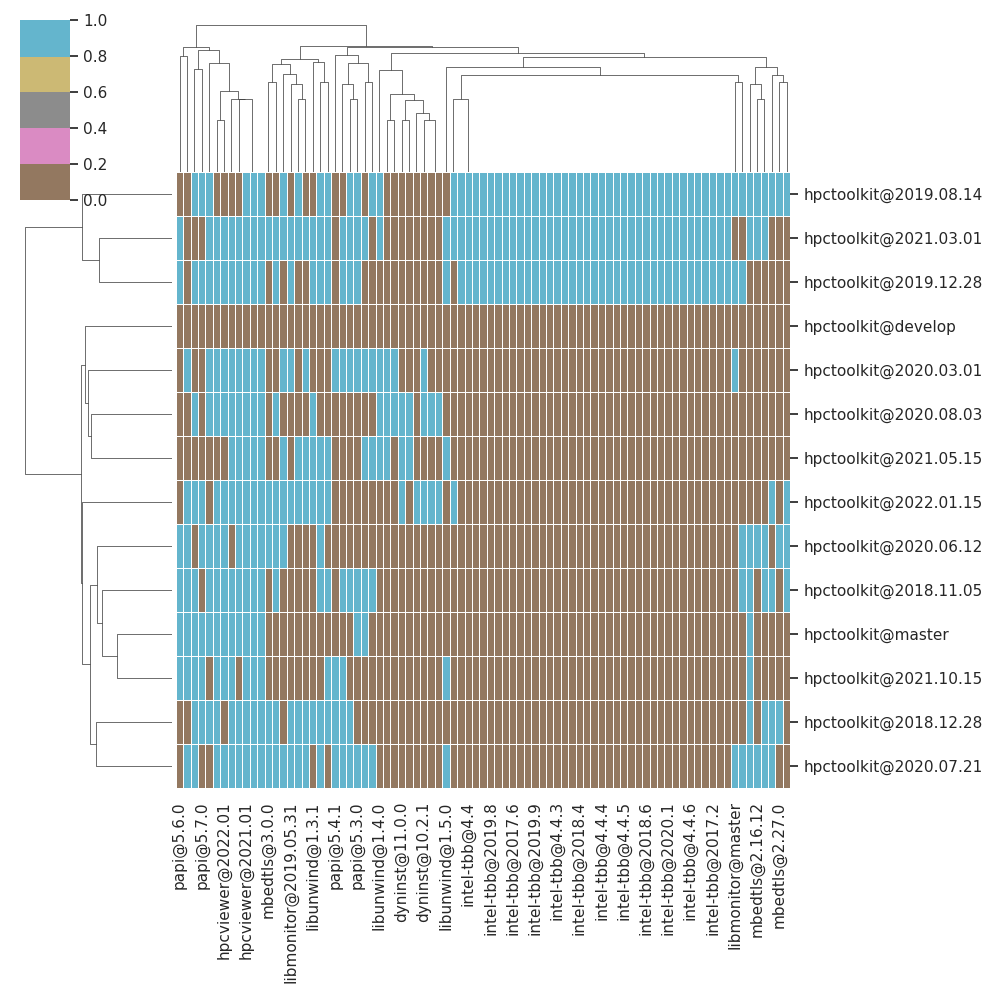 1.0
0.8
0.6
0.4
0.2
0.0
hpctoolkit@2019.08.14
hpctoolkit@2021.03.01
hpctoolkit@2019.12.28
hpctoolkit@develop
hpctoolkit@2020.03.01
hpctoolkit@2020.08.03
hpctoolkit@2021.05.15
hpctoolkit@2022.01.15
hpctoolkit@2020.06.12
hpctoolkit@2018.11.05
hpctoolkit@master
hpctoolkit@2021.10.15
hpctoolkit@2018.12.28
hpctoolkit@2020.07.21
papi@5.6.0
papi@5.7.0
hpcviewer@2022.01
hpcviewer@2021.01
mbedtls@3.0.0
libmonitor@2019.05.31
libunwind@1.3.1
papi@5.4.1
papi@5.3.0
libunwind@1.4.0
dyninst@11.0.0
dyninst@10.2.1
libunwind@1.5.0
intel-tbb@4.4
intel-tbb@2019.8
intel-tbb@2017.6
intel-tbb@2019.9
intel-tbb@4.4.3
intel-tbb@2018.4
intel-tbb@4.4.4
intel-tbb@4.4.5
intel-tbb@2018.6
intel-tbb@2020.1
intel-tbb@4.4.6
intel-tbb@2017.2
libmonitor@master
mbedtls@2.16.12
mbedtls@2.27.0